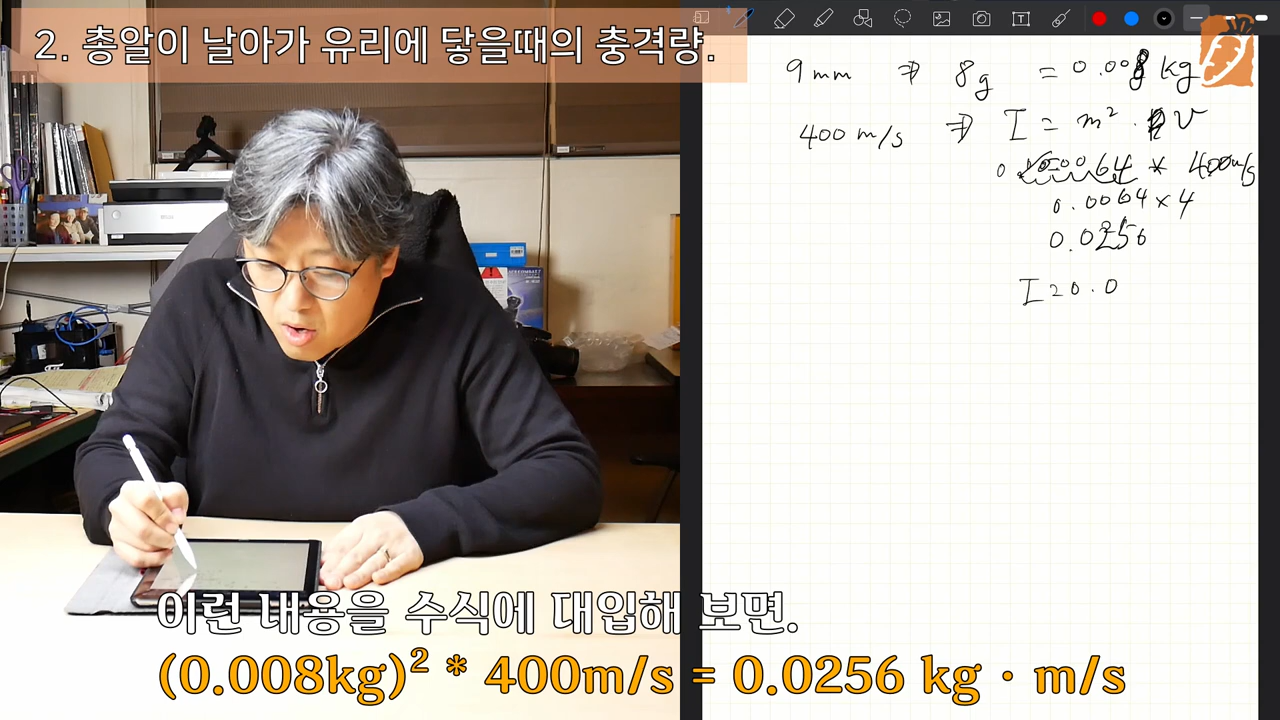 2. 총알이 날아가 유리에 닿을때의 충격량.
9mm ⇒ 8g = 0.008 kg
400 m/s ⇒ I = m² · v
0064 * 400m/s
0.0064 × 4
0.0256
I = 0.0
이런 내용을 수식에 대입해 보면.
(0.008kg)² * 400m/s = 0.0256 kg · m/s